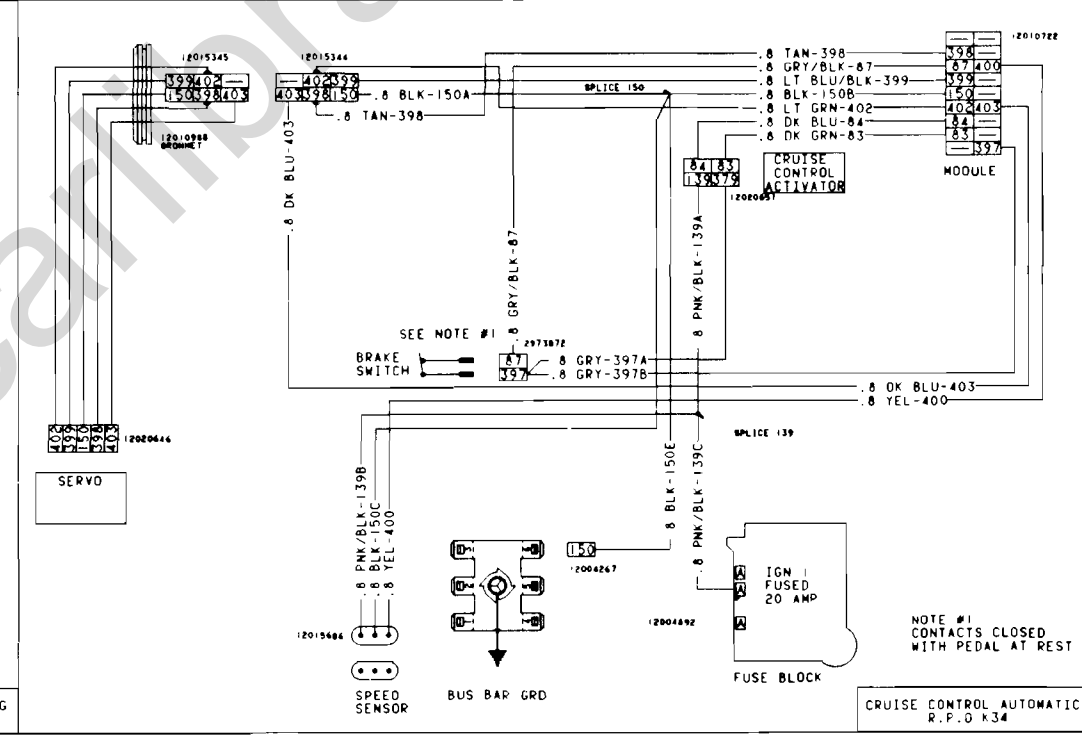 12015345
12015344
12010722
399 402 —
150 398 403
— 402 399
403 398 150
.8 BLK-150A
.8 TAN-398
12010988
GROMMET
SPLICE 150
.8 TAN-398
.8 GRY/BLK-87
.8 LT BLU/BLK-399
.8 BLK-150B
.8 LT GRN-402
.8 DK BLU-84
.8 DK GRN-83
— —
398 —
87 400
399 —
150
402 403
84 —
83 —
— 397
MODULE
84 83
139 379
CRUISE
CONTROL
ACTIVATOR
.8 DK BLU-403
.8 GRY/BLK-87
.8 PNK/BLK-139A
SEE NOTE #1
2973872
BRAKE
SWITCH
87
397
.8 GRY-397A
.8 GRY-397B
.8 DK BLU-403
.8 YEL-400
SPLICE 139
402 399 150 398 403
12020646
SERVO
.8 PNK/BLK-139B
.8 BLK-150C
.8 YEL-400
.8 BLK-150E
.8 PNK/BLK-139C
150
12004267
12015686
12004892
A
A
A
IGN 1
FUSED
20 AMP
NOTE #1
CONTACTS CLOSED
WITH PEDAL AT REST
FUSE BLOCK
SPEED
SENSOR
BUS BAR GRD
G
CRUISE CONTROL AUTOMATIC
R.P.O K34
carlibr